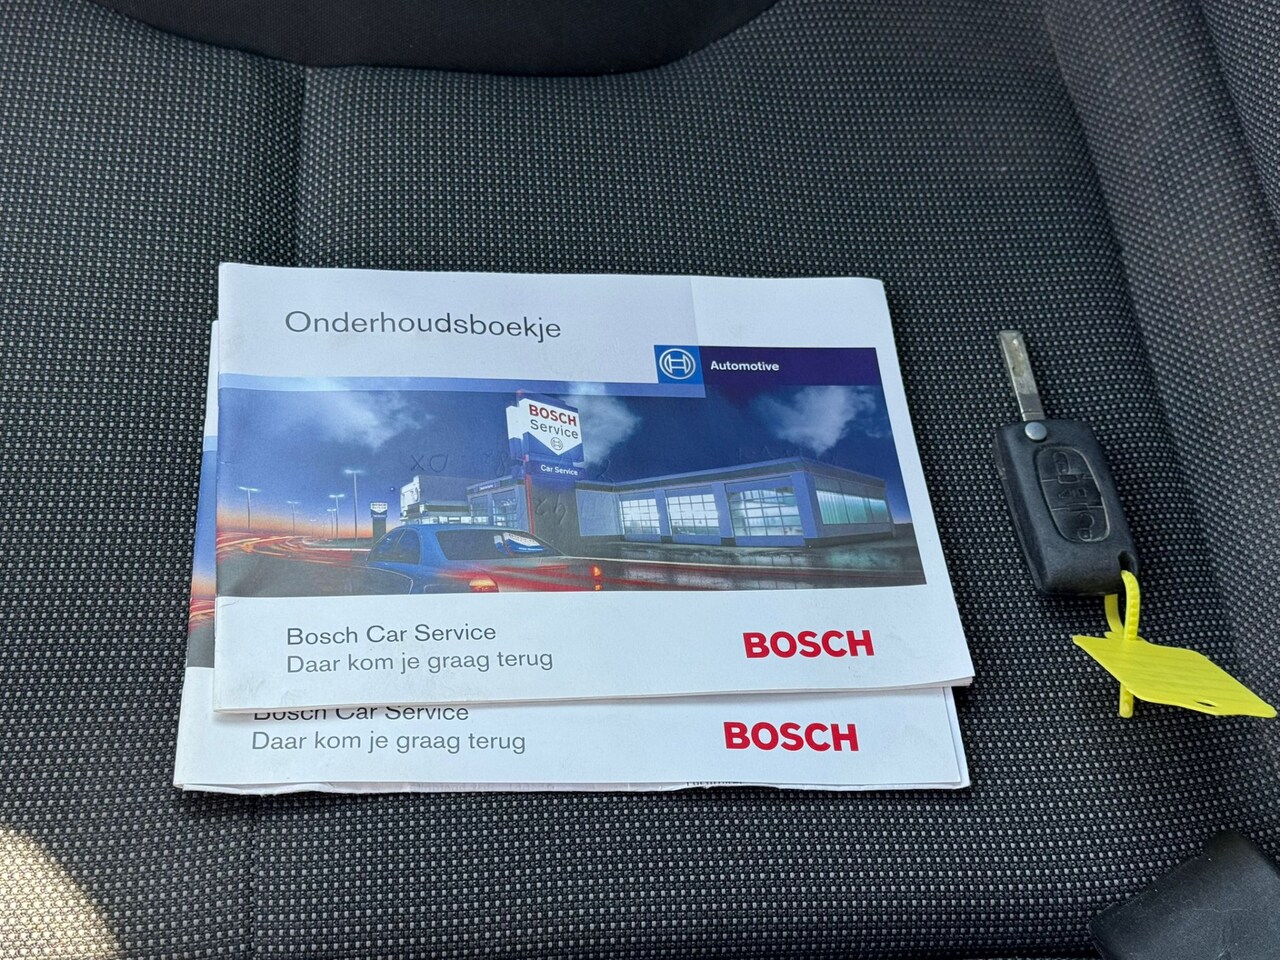 Onderhoudsboekje
Automotive
BOSCH
Service
Car Service
Bosch Car Service
Daar kom je graag terug
BOSCH
Bosch Car Service
Daar kom je graag terug
BOSCH